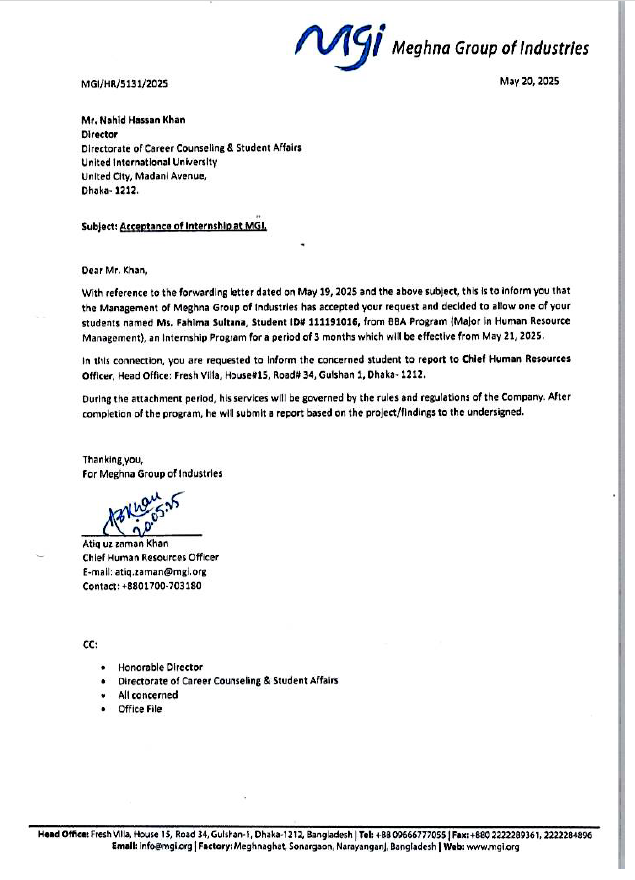 MGI Meghna Group of Industries
MGI/HR/5131/2025
May 20, 2025
Mr. Nahid Hassan Khan
Director
Directorate of Career Counseling & Student Affairs
United International University
United City, Madani Avenue,
Dhaka- 1212.
Subject: Acceptance of Internship at MGI.
Dear Mr. Khan,
With reference to the forwarding letter dated on May 19, 2025 and the above subject, this is to inform you that
the Management of Meghna Group of Industries has accepted your request and decided to allow one of your
students named Ms. Fahima Sultana, Student ID# 111191016, from BBA Program (Major in Human Resource
Management), an Internship Program for a period of 3 months which will be effective from May 21, 2025.
In this connection, you are requested to inform the concerned student to report to Chief Human Resources
Officer, Head Office: Fresh Villa, House#15, Road# 34, Gulshan 1, Dhaka- 1212.
During the attachment period, his services will be governed by the rules and regulations of the Company. After
completion of the program, he will submit a report based on the project/findings to the undersigned.
Thanking you,
For Meghna Group of Industries
ABKhan
20.05.25
Atiq uz zaman Khan
Chief Human Resources Officer
E-mail: atiq.zaman@mgi.org
Contact: +8801700-703180
CC:
• Honorable Director
• Directorate of Career Counseling & Student Affairs
• All concerned
• Office File
Head Office: Fresh Villa, House 15, Road 34, Gulshan-1, Dhaka-1212, Bangladesh | Tel: +88 09666777055 | Fax: +880 2222289361, 2222284896
Email: info@mgi.org | Factory: Meghnaghat, Sonargaon, Narayanganj, Bangladesh | Web: www.mgi.org